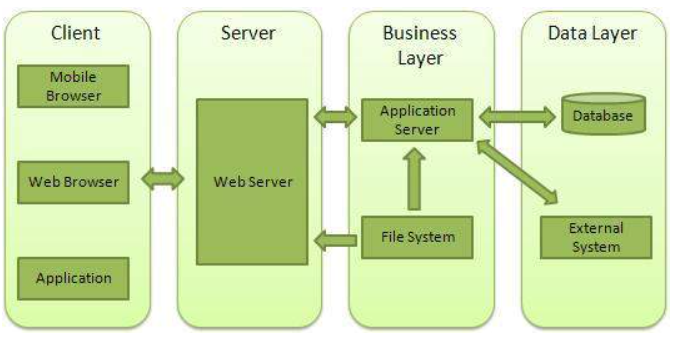 Client
Server
Business
Layer
Data Layer
Mobile
Browser
Web Browser
Application
Web Server
Application
Server
File System
Database
External
System